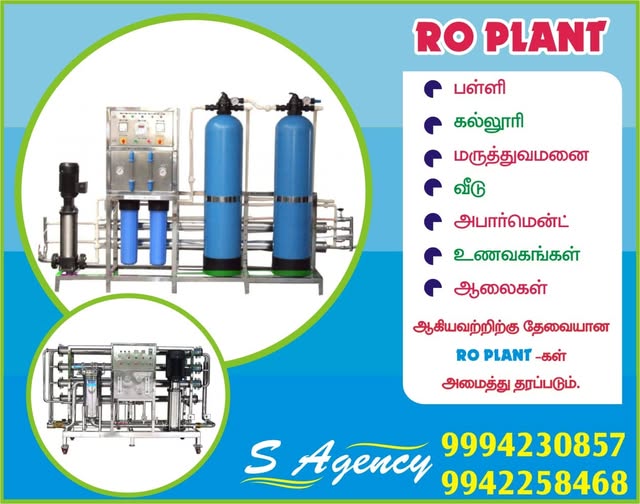 RO PLANT
பள்ளி
கல்லூரி
மருத்துவமனை
வீடு
அபார்மென்ட்
உணவகங்கள்
ஆலைகள்
ஆகியவற்றிற்கு தேவையான
RO PLANT -கள்
அமைத்து தரப்படும்.
S Agency
9994230857
9942258468